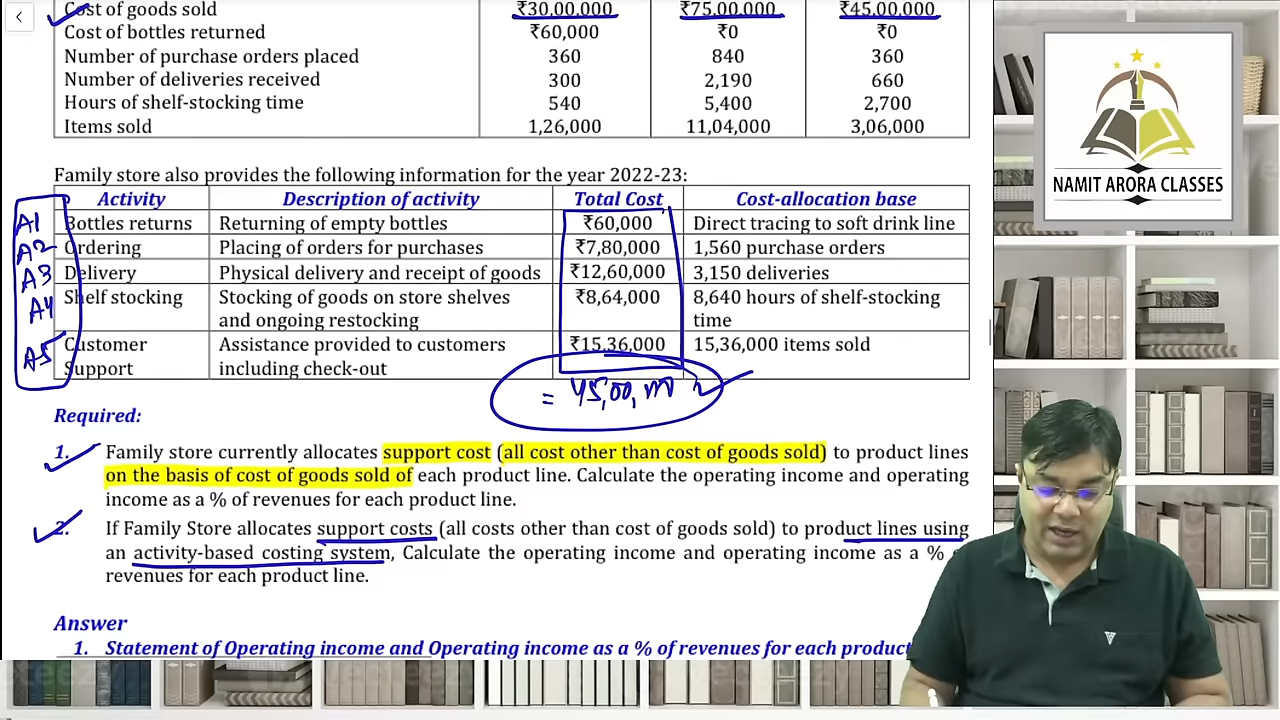 Cost of goods sold ₹30,00,000 ₹75,00,000 ₹45,00,000
Cost of bottles returned ₹60,000 ₹0 ₹0
Number of purchase orders placed 360 840 360
Number of deliveries received 300 2,190 660
Hours of shelf-stocking time 540 5,400 2,700
Items sold 1,26,000 11,04,000 3,06,000
NAMIT ARORA CLASSES
Family store also provides the following information for the year 2022-23:
Activity Description of activity Total Cost Cost-allocation base
A1 Bottles returns Returning of empty bottles ₹60,000 Direct tracing to soft drink line
A2 Ordering Placing of orders for purchases ₹7,80,000 1,560 purchase orders
A3 Delivery Physical delivery and receipt of goods ₹12,60,000 3,150 deliveries
A4 Shelf stocking Stocking of goods on store shelves ₹8,64,000 8,640 hours of shelf-stocking
and ongoing restocking time
A5 Customer Assistance provided to customers ₹15,36,000 15,36,000 items sold
Support including check-out
= 45,00,000
Required:
1. Family store currently allocates support cost (all cost other than cost of goods sold) to product lines
on the basis of cost of goods sold of each product line. Calculate the operating income and operating
income as a % of revenues for each product line.
2. If Family Store allocates support costs (all costs other than cost of goods sold) to product lines using
an activity-based costing system, Calculate the operating income and operating income as a %
revenues for each product line.
Answer
1. Statement of Operating income and Operating income as a % of revenues for each product